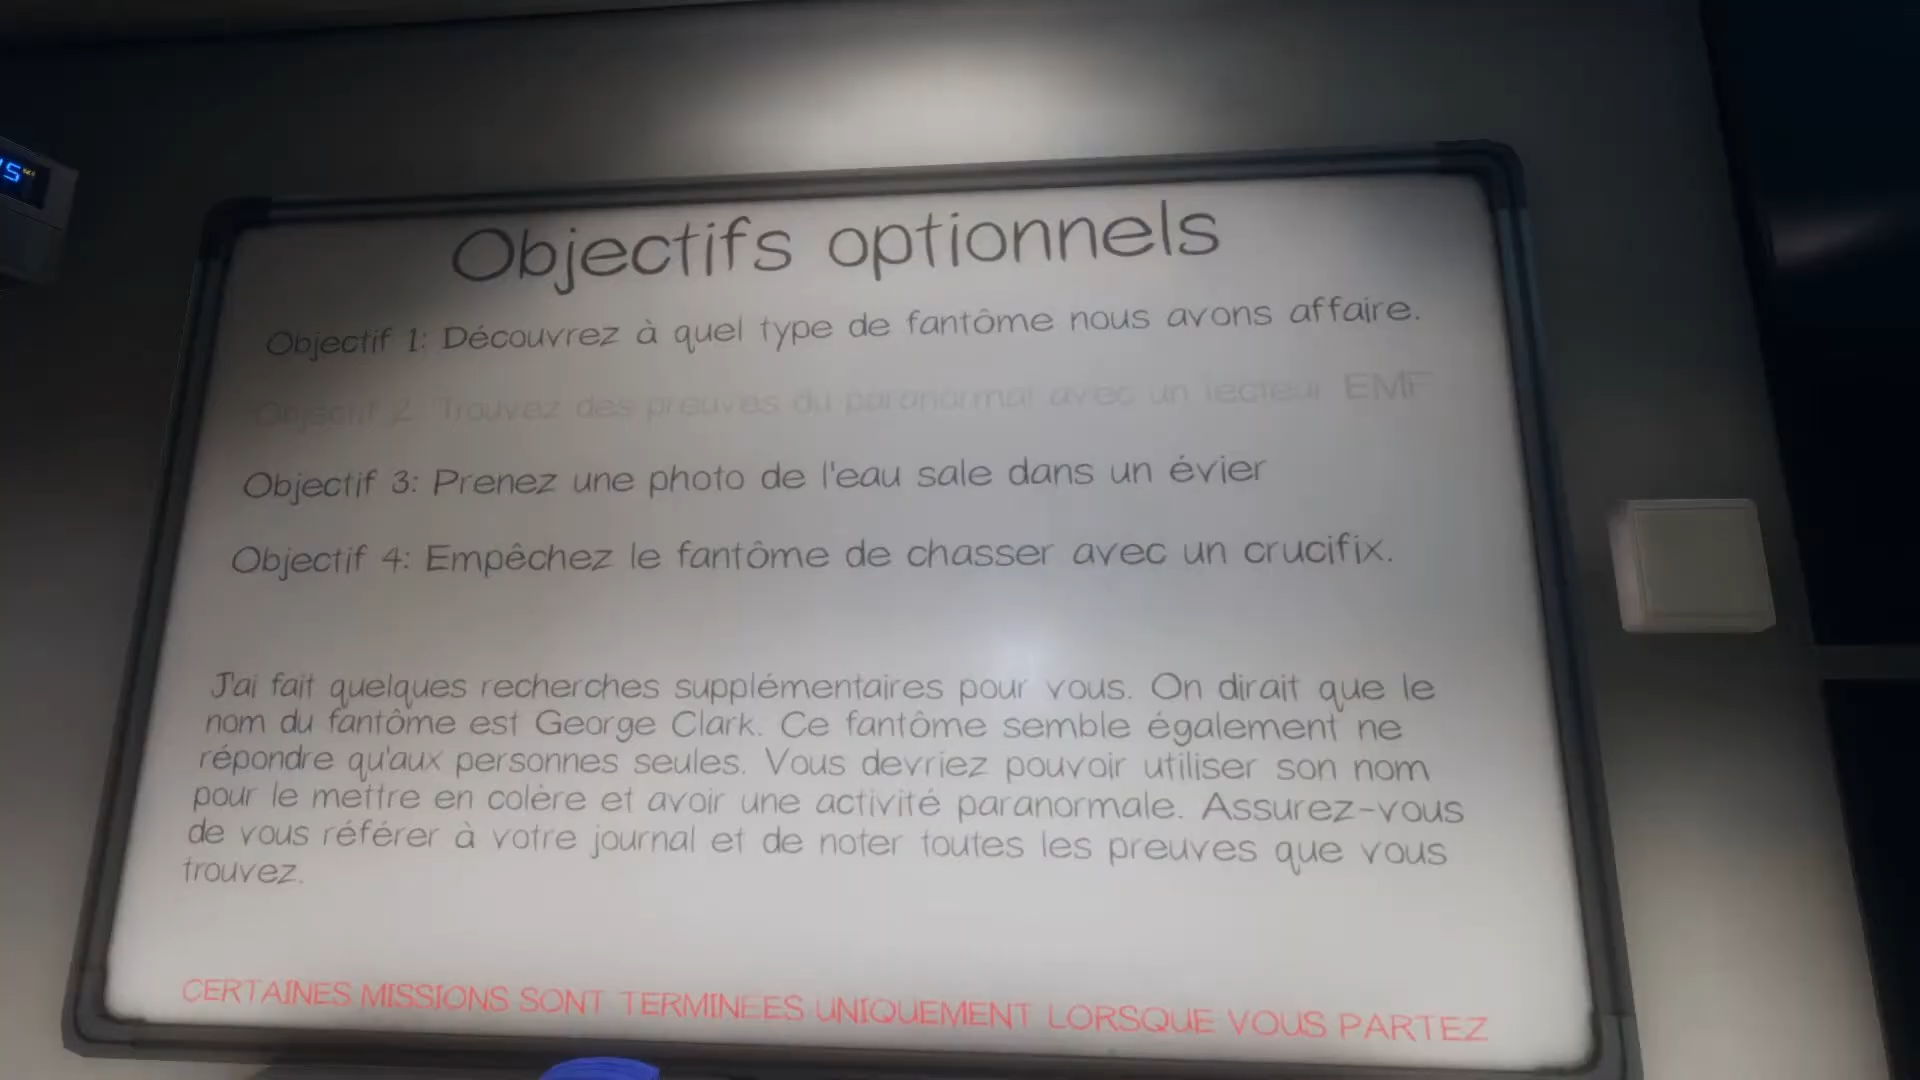 Objectifs optionnels
Objectif 1: Découvrez à quel type de fantôme nous avons affaire.
Objectif 2: Trouvez des preuves du paranormal avec un lecteur EMF
Objectif 3: Prenez une photo de l'eau sale dans un évier
Objectif 4: Empêchez le fantôme de chasser avec un crucifix.
J'ai fait quelques recherches supplémentaires pour vous. On dirait que le
nom du fantôme est George Clark. Ce fantôme semble également ne
répondre qu'aux personnes seules. Vous devriez pouvoir utiliser son nom
pour le mettre en colère et avoir une activité paranormale. Assurez-vous
de vous référer à votre journal et de noter toutes les preuves que vous
trouvez.
CERTAINES MISSIONS SONT TERMINEES UNIQUEMENT LORSQUE VOUS PARTEZ